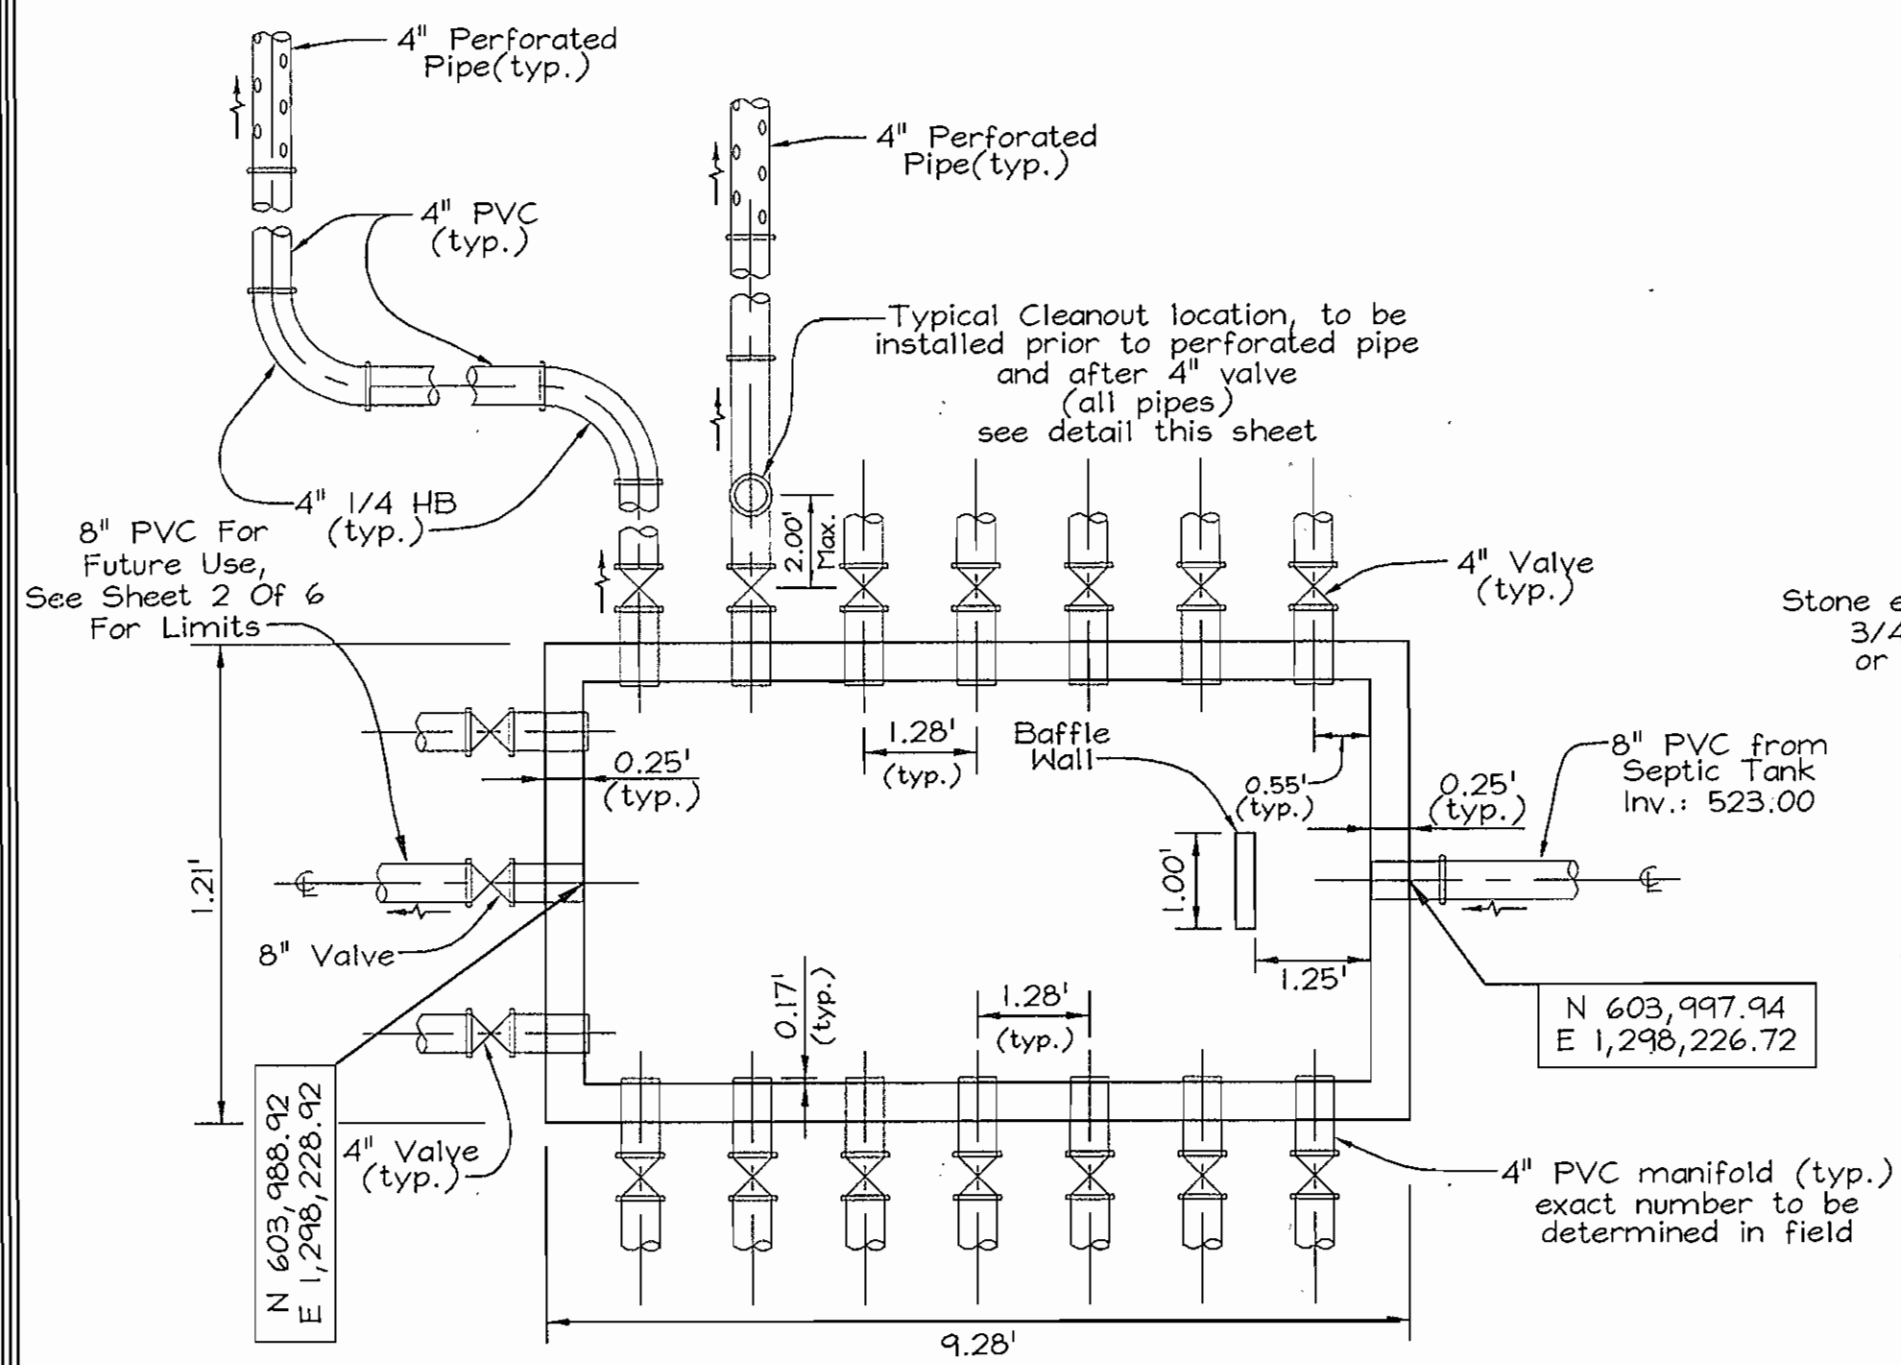 4" Perforated
Pipe(typ.)
4" Perforated
Pipe(typ.)
4" PVC
(typ.)
Typical Cleanout location, to be
installed prior to perforated pipe
and after 4" valve
(all pipes)
see detail this sheet
4" 1/4 HB
(typ.)
8" PVC For
Future Use,
See Sheet 2 Of 6
For Limits
2.00'
Max.
4" Valve
(typ.)
Stone e
3/4
or
1.28'
(typ.)
Baffle
Wall
0.25'
(typ.)
0.55'
(typ.)
0.25'
(typ.)
8" PVC from
Septic Tank
Inv.: 523.00
1.21'
1.00'
8" Valve
1.25'
0.17'
(typ.)
1.28'
(typ.)
N 603,997.94
E 1,298,226.72
N 603,988.92
E 1,298,228.92
4" Valve
(typ.)
4" PVC manifold (typ.)
exact number to be
determined in field
9.28'